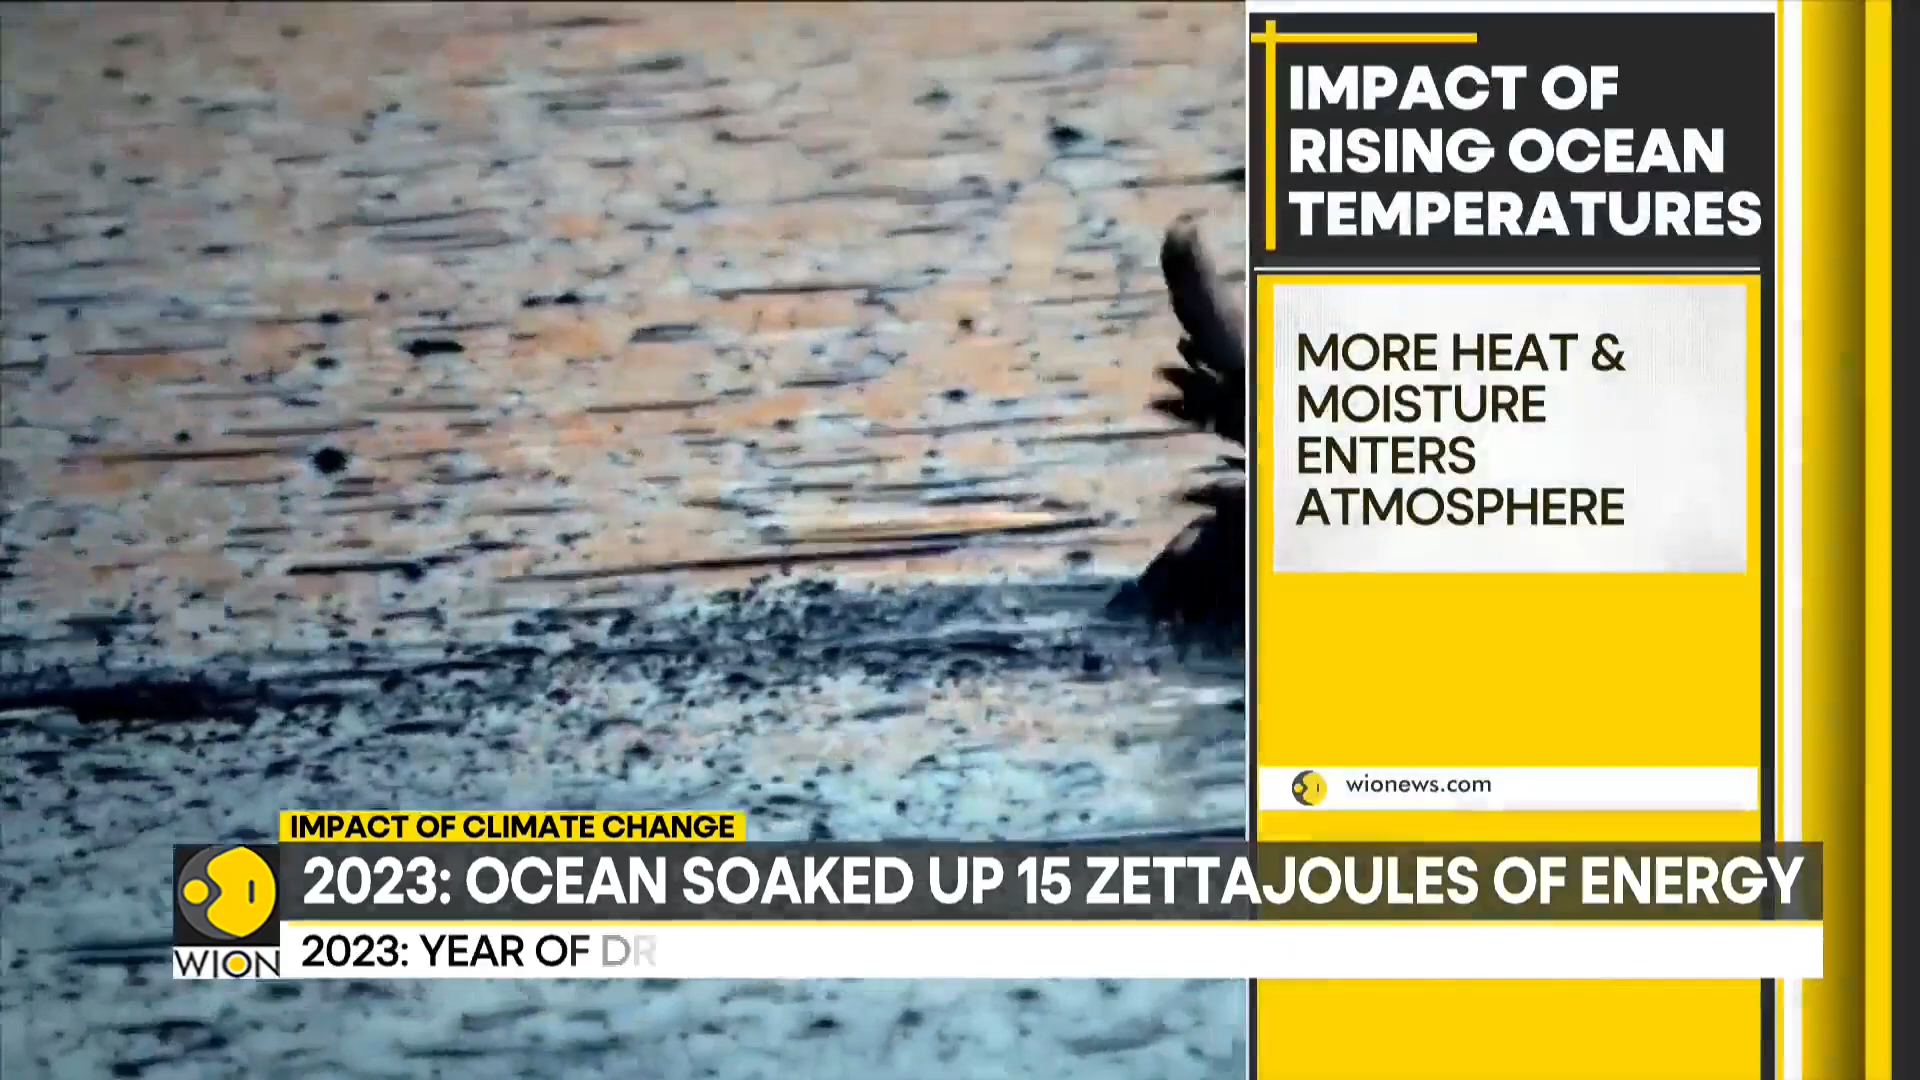 IMPACT OF
RISING OCEAN
TEMPERATURES
MORE HEAT &
MOISTURE
ENTERS
ATMOSPHERE
wionews.com
IMPACT OF CLIMATE CHANGE
2023: OCEAN SOAKED UP 15 ZETTAJOULES OF ENERGY
WION
2023: YEAR OF DR